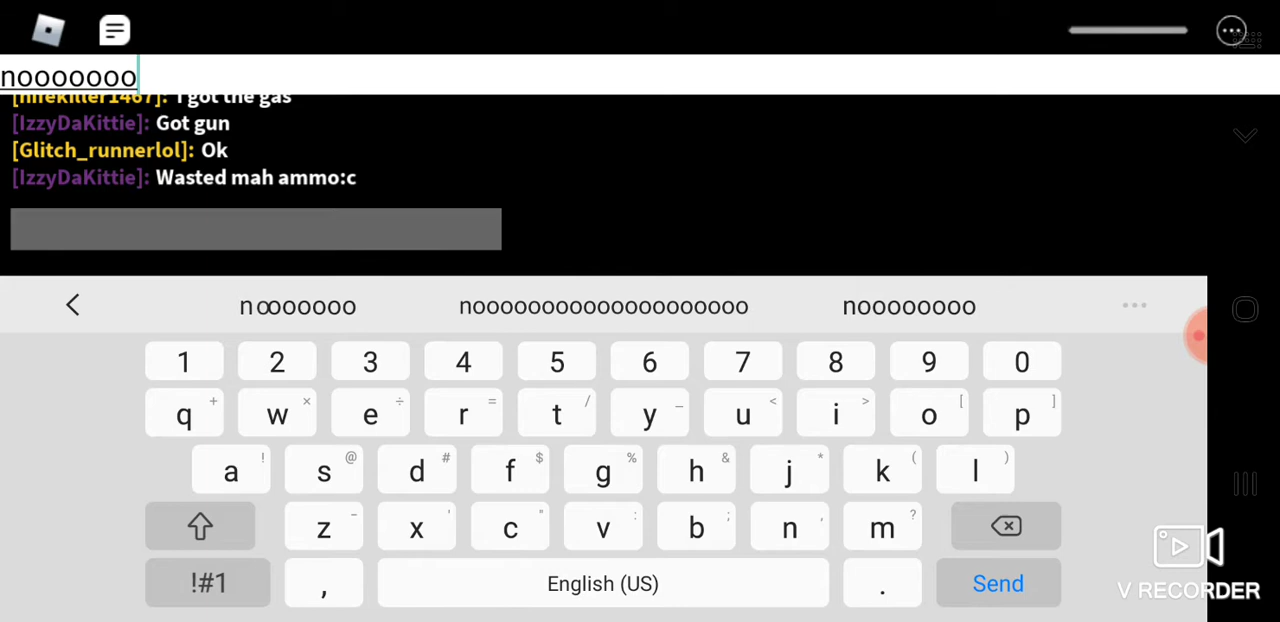 nooooooo
[nifekiller1467]: I got the gas
[IzzyDaKittie]: Got gun
[Glitch_runnerlol]: Ok
[IzzyDaKittie]: Wasted mah ammo:c
nooooooo noooooooooooooooooooo nooooooooo
1 2 3 4 5 6 7 8 9 0
q + w × e ÷ r = t / y _ u < i > o [ p ]
a ! s @ d # f $ g % h & j * k ( l )
z - x ' c " v : b ; n , m ?
!#1 , English (US) . Send
V RECORDER